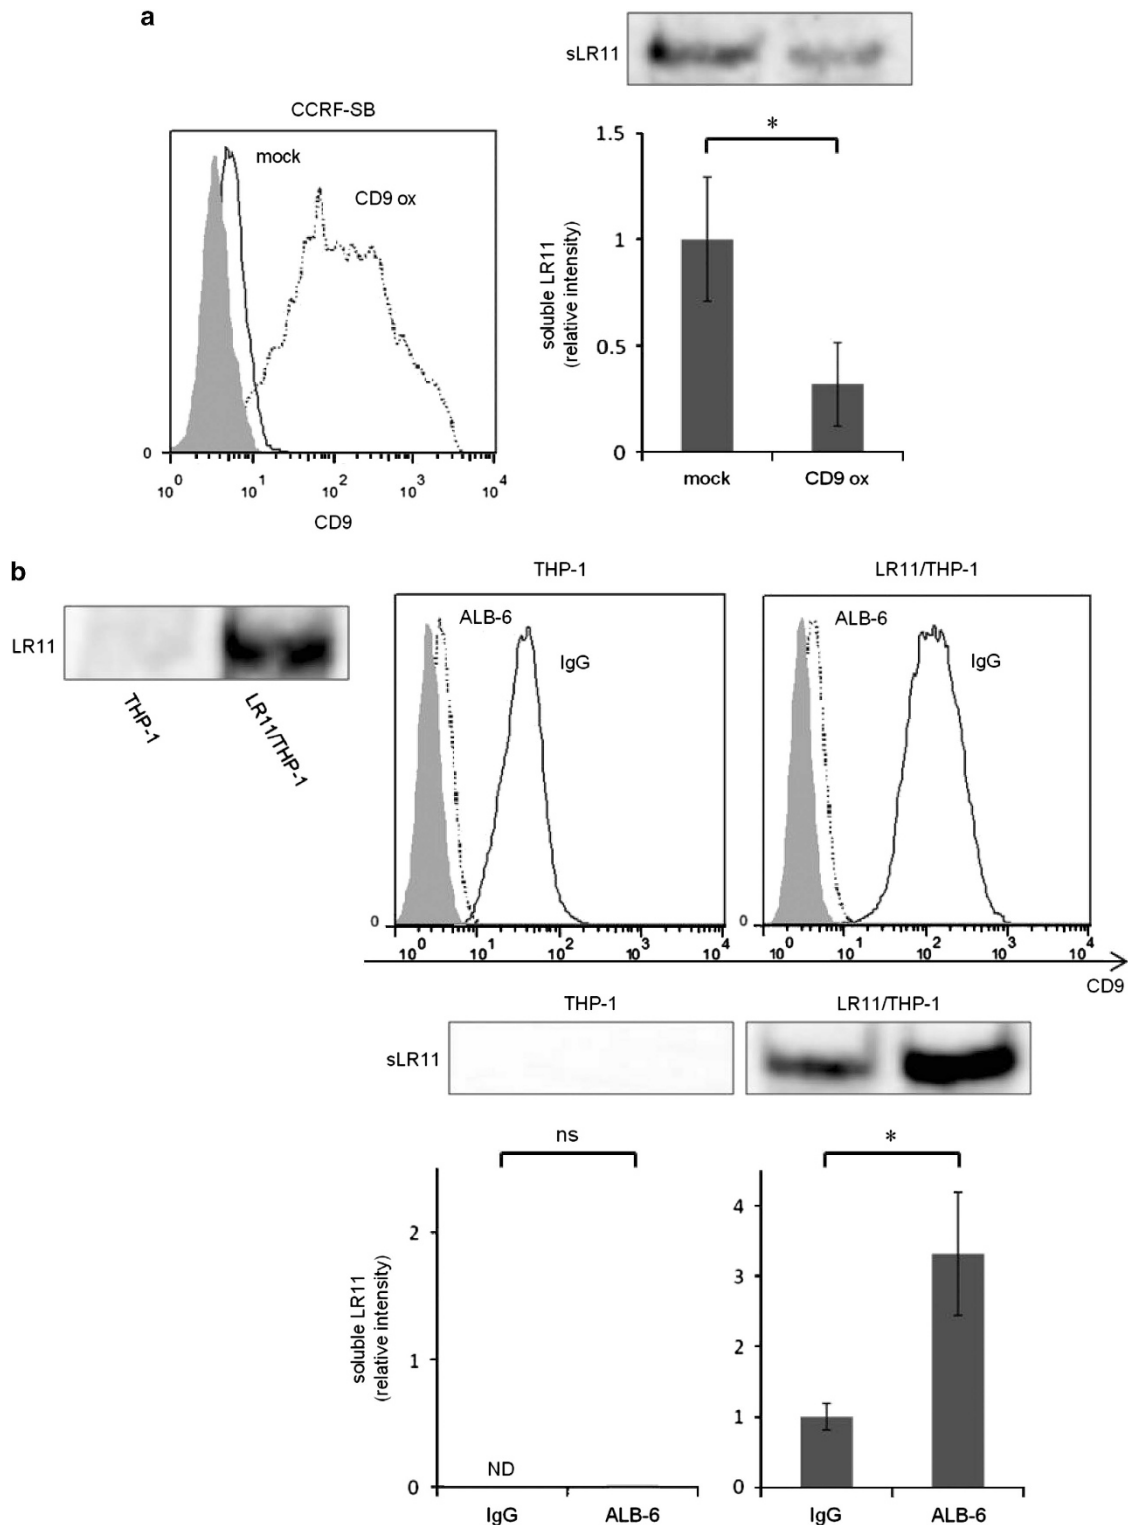 a
sLR11
CCRF-SB
mock
CD9 ox
0
10^0 10^1 10^2 10^3 10^4
CD9
*
1.5
1
0.5
0
soluble LR11
(relative intensity)
mock CD9 ox
b
LR11
THP-1
LR11/THP-1
THP-1
ALB-6
IgG
0
10^0 10^1 10^2 10^3 10^4
LR11/THP-1
ALB-6
IgG
0
10^0 10^1 10^2 10^3 10^4
CD9
THP-1 LR11/THP-1
sLR11
ns
2
1
0
soluble LR11
(relative intensity)
ND
IgG ALB-6
*
4
3
2
1
0
IgG ALB-6